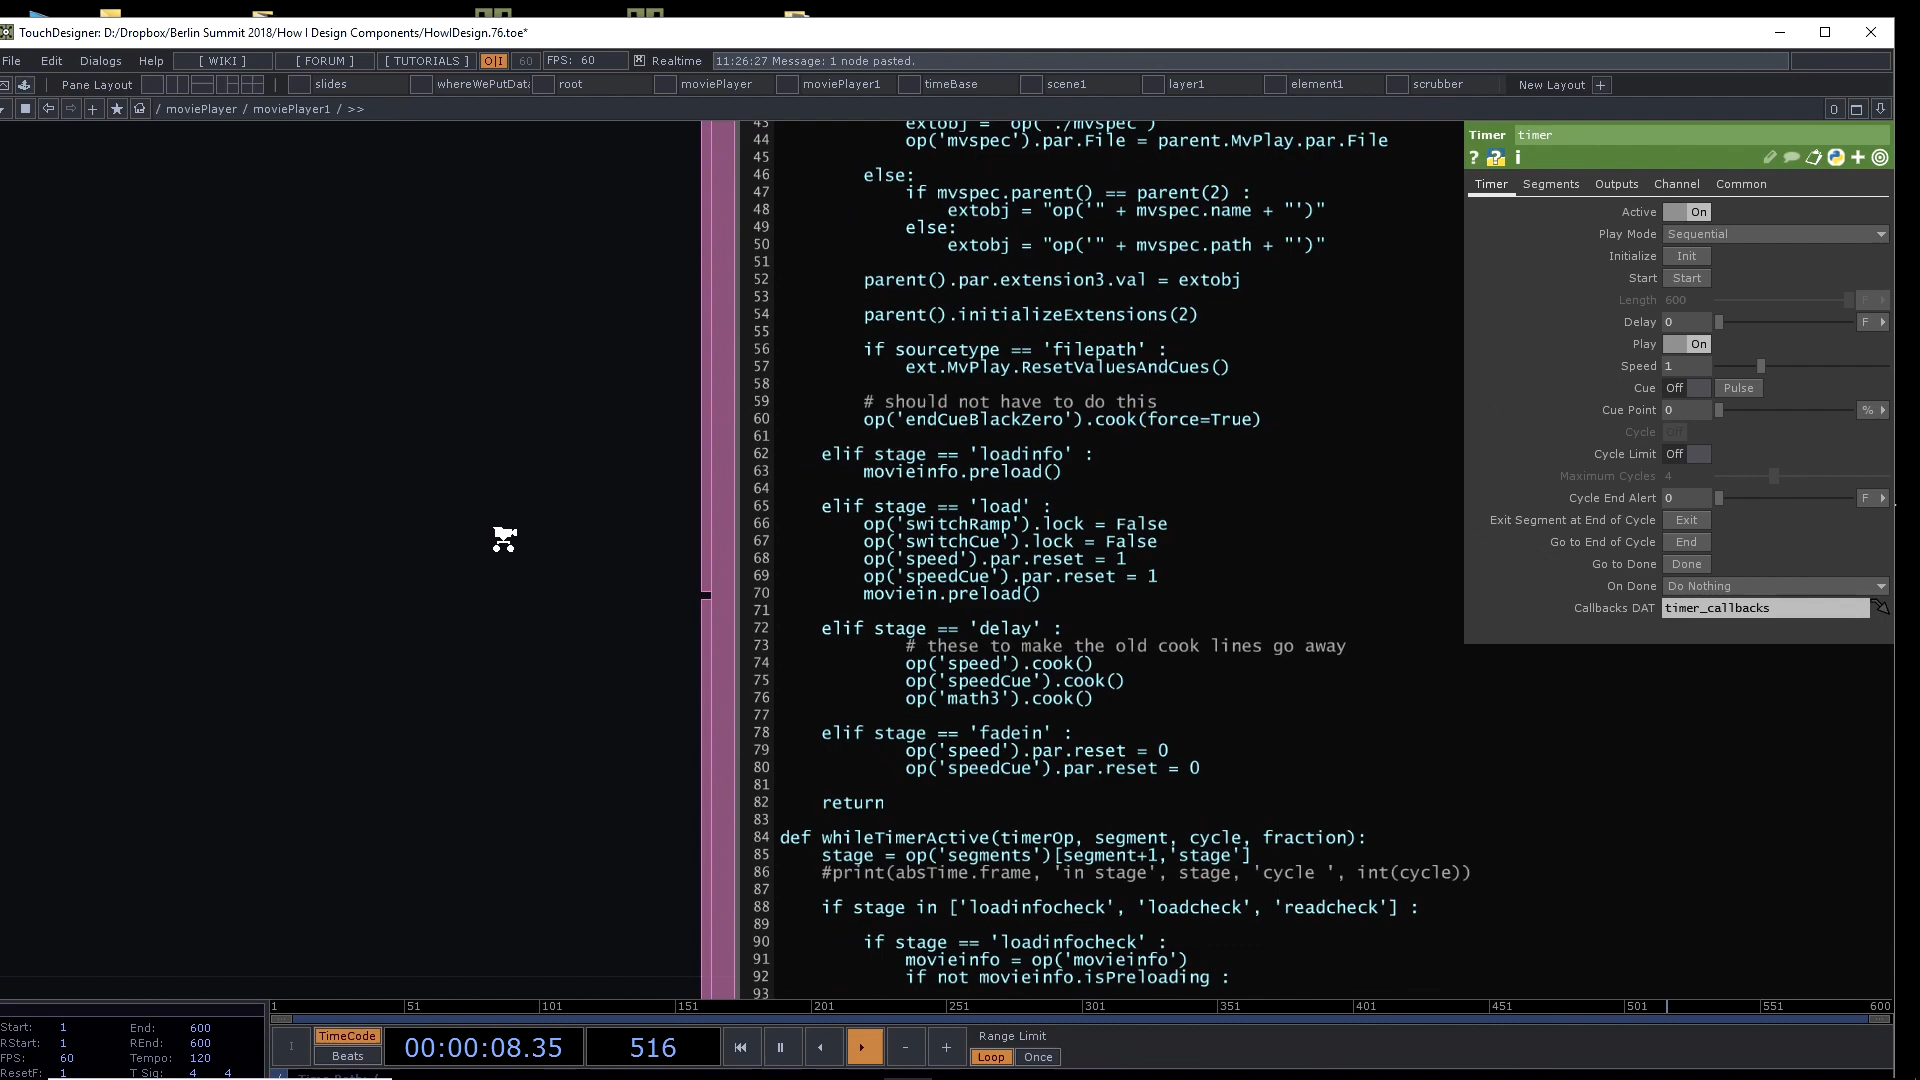 TouchDesigner: D:/Dropbox/Berlin Summit 2018/How I Design Components/HowIDesign.76.toe*
File Edit Dialogs Help [ WIKI ] [ FORUM ] [ TUTORIALS ] O|I 60 FPS: 60 Realtime 11:26:27 Message: 1 node pasted.
Pane Layout slides whereWePutData root moviePlayer moviePlayer1 timeBase scene1 layer1 element1 scrubber New Layout +
/ moviePlayer / moviePlayer1 / >> 0
43 extobj = "op('./mvspec')"
44 op('mvspec').par.File = parent.MvPlay.par.File
45
46 else:
47 if mvspec.parent() == parent(2) :
48 extobj = "op('" + mvspec.name + "')"
49 else:
50 extobj = "op('" + mvspec.path + "')"
51
52 parent().par.extension3.val = extobj
53
54 parent().initializeExtensions(2)
55
56 if sourcetype == 'filepath' :
57 ext.MvPlay.ResetValuesAndCues()
58
59 # should not have to do this
60 op('endCueBlackZero').cook(force=True)
61
62 elif stage == 'loadinfo' :
63 movieinfo.preload()
64
65 elif stage == 'load' :
66 op('switchRamp').lock = False
67 op('switchCue').lock = False
68 op('speed').par.reset = 1
69 op('speedCue').par.reset = 1
70 moviein.preload()
71
72 elif stage == 'delay' :
73 # these to make the old cook lines go away
74 op('speed').cook()
75 op('speedCue').cook()
76 op('math3').cook()
77
78 elif stage == 'fadein' :
79 op('speed').par.reset = 0
80 op('speedCue').par.reset = 0
81
82 return
83
84 def whileTimerActive(timerOp, segment, cycle, fraction):
85 stage = op('segments')[segment+1,'stage']
86 #print(absTime.frame, 'in stage', stage, 'cycle ', int(cycle))
87
88 if stage in ['loadinfocheck', 'loadcheck', 'readcheck'] :
89
90 if stage == 'loadinfocheck' :
91 movieinfo = op('movieinfo')
92 if not movieinfo.isPreloading :
93
Timer timer
? ? i
Timer Segments Outputs Channel Common
Active On
Play Mode Sequential
Initialize Init
Start Start
Length 600 F
Delay 0 F
Play On
Speed 1
Cue Off Pulse
Cue Point 0 %
Cycle Off
Cycle Limit Off
Maximum Cycles 4
Cycle End Alert 0 F
Exit Segment at End of Cycle Exit
Go to End of Cycle End
Go to Done Done
On Done Do Nothing
Callbacks DAT timer_callbacks
1 51 101 151 201 251 301 351 401 451 501 551 600
Start: 1 End: 600
RStart: 1 REnd: 600
FPS: 60 Tempo: 120
ResetF: 1 T Sig: 4 4
I TimeCode Beats 00:00:08.35 516 - + Range Limit
Loop Once